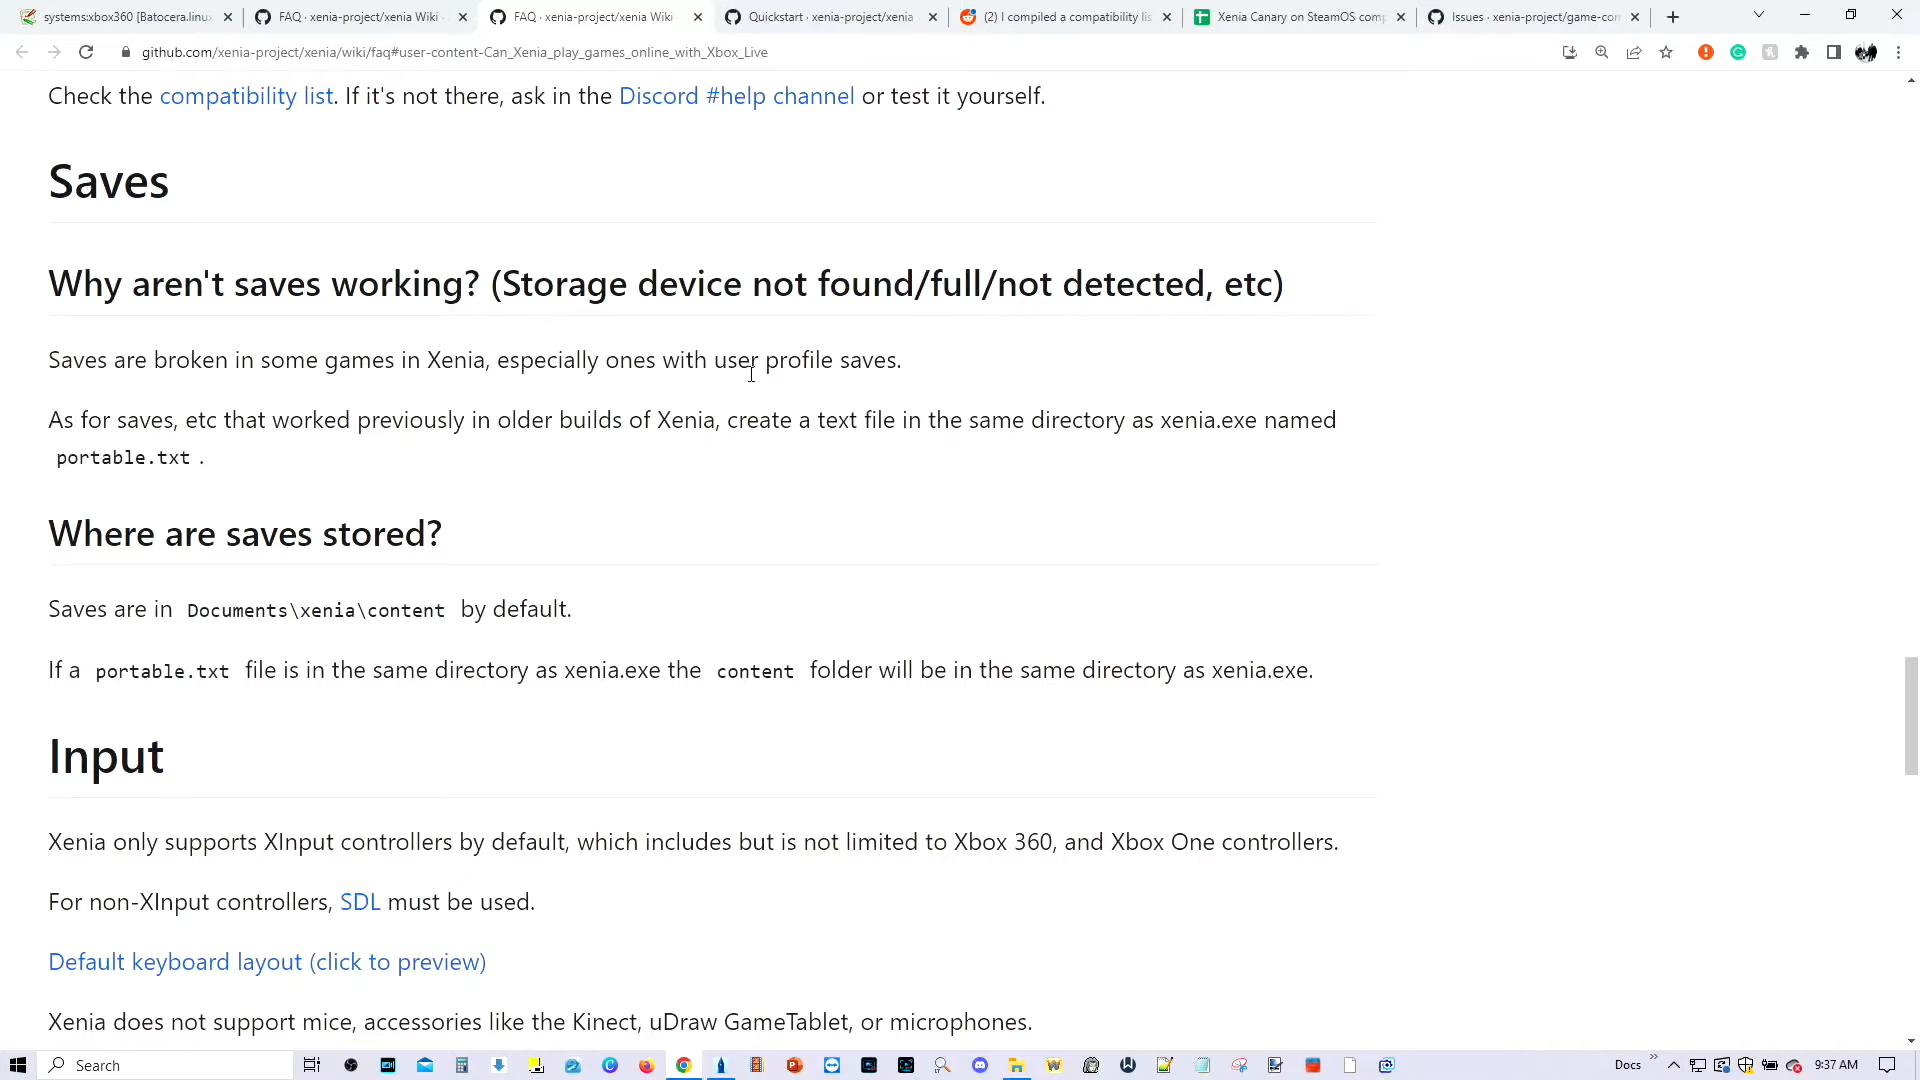 systems:xbox360 [Batocera.linux
FAQ · xenia-project/xenia Wiki ·
FAQ · xenia-project/xenia Wiki ·
Quickstart · xenia-project/xenia
(2) I compiled a compatibility lis
Xenia Canary on SteamOS comp
Issues · xenia-project/game-com
github.com/xenia-project/xenia/wiki/faq#user-content-Can_Xenia_play_games_online_with_Xbox_Live
Check the compatibility list. If it's not there, ask in the Discord #help channel or test it yourself.
Saves
Why aren't saves working? (Storage device not found/full/not detected, etc)
Saves are broken in some games in Xenia, especially ones with user profile saves.
As for saves, etc that worked previously in older builds of Xenia, create a text file in the same directory as xenia.exe named
portable.txt .
Where are saves stored?
Saves are in Documents\xenia\content by default.
If a portable.txt file is in the same directory as xenia.exe the content folder will be in the same directory as xenia.exe.
Input
Xenia only supports XInput controllers by default, which includes but is not limited to Xbox 360, and Xbox One controllers.
For non-XInput controllers, SDL must be used.
Default keyboard layout (click to preview)
Xenia does not support mice, accessories like the Kinect, uDraw GameTablet, or microphones.
Search
Docs
9:37 AM